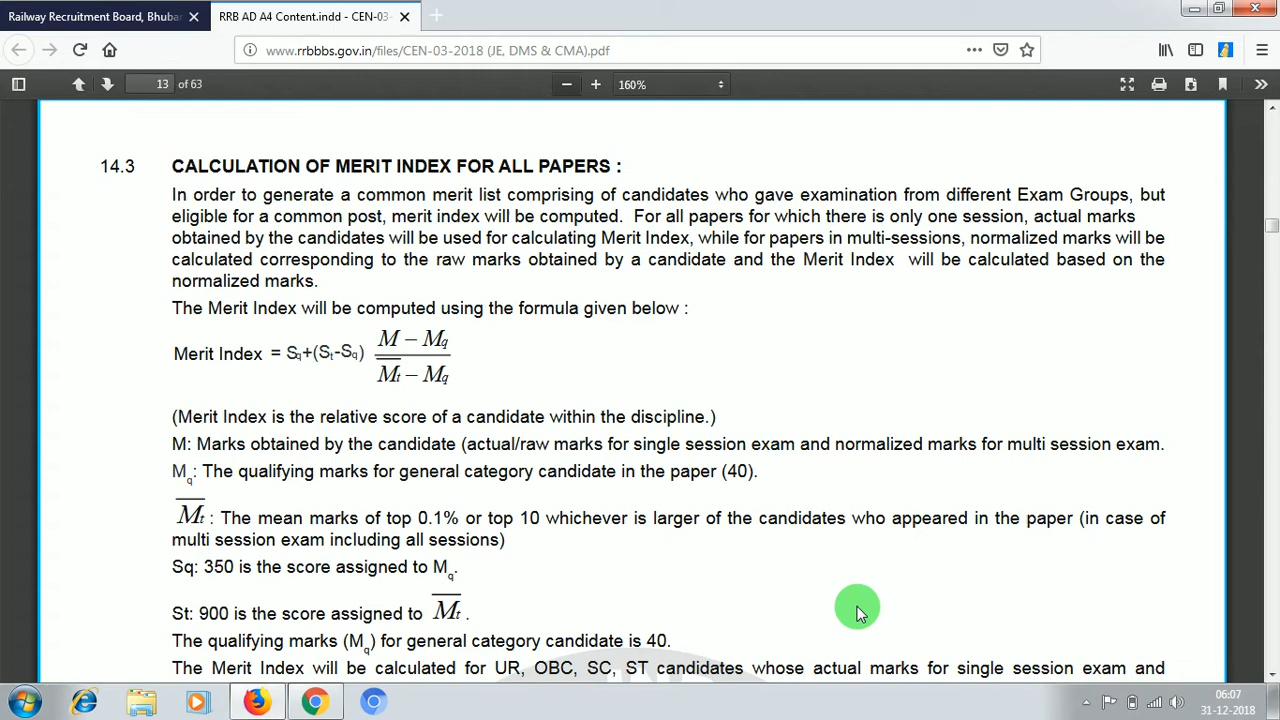 Railway Recruitment Board, Bhuba
RRB AD A4 Content.indd - CEN-03-
www.rrbbbs.gov.in/files/CEN-03-2018 (JE, DMS & CMA).pdf
13 of 63
160%
14.3 CALCULATION OF MERIT INDEX FOR ALL PAPERS :
In order to generate a common merit list comprising of candidates who gave examination from different Exam Groups, but
eligible for a common post, merit index will be computed. For all papers for which there is only one session, actual marks
obtained by the candidates will be used for calculating Merit Index, while for papers in multi-sessions, normalized marks will be
calculated corresponding to the raw marks obtained by a candidate and the Merit Index will be calculated based on the
normalized marks.
The Merit Index will be computed using the formula given below :
M – Mq
Merit Index = Sq+(St-Sq)
M̅t – Mq
(Merit Index is the relative score of a candidate within the discipline.)
M: Marks obtained by the candidate (actual/raw marks for single session exam and normalized marks for multi session exam.
Mq: The qualifying marks for general category candidate in the paper (40).
M̅t : The mean marks of top 0.1% or top 10 whichever is larger of the candidates who appeared in the paper (in case of
multi session exam including all sessions)
Sq: 350 is the score assigned to Mq.
St: 900 is the score assigned to M̅t .
The qualifying marks (Mq) for general category candidate is 40.
The Merit Index will be calculated for UR, OBC, SC, ST candidates whose actual marks for single session exam and
06:07
31-12-2018